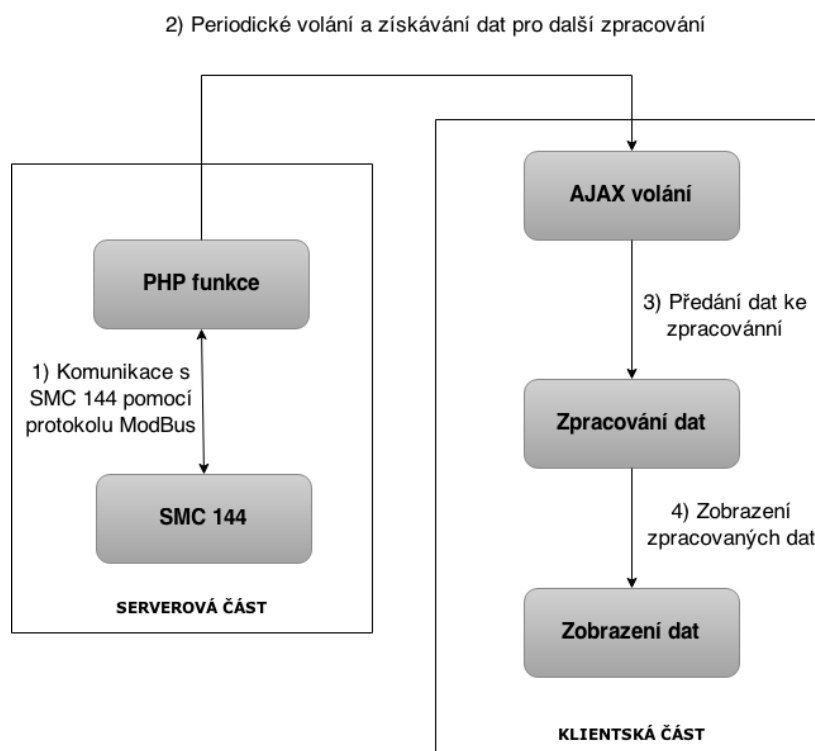 2) Periodické volání a získávání dat pro další zpracování
AJAX volání
PHP funkce
3) Předání dat ke
zpracovánní
1) Komunikace s
SMC 144 pomocí
protokolu ModBus
Zpracování dat
SMC 144
4) Zobrazení
zpracovaných dat
SERVEROVÁ ČÁST
Zobrazení dat
KLIENTSKÁ ČÁST